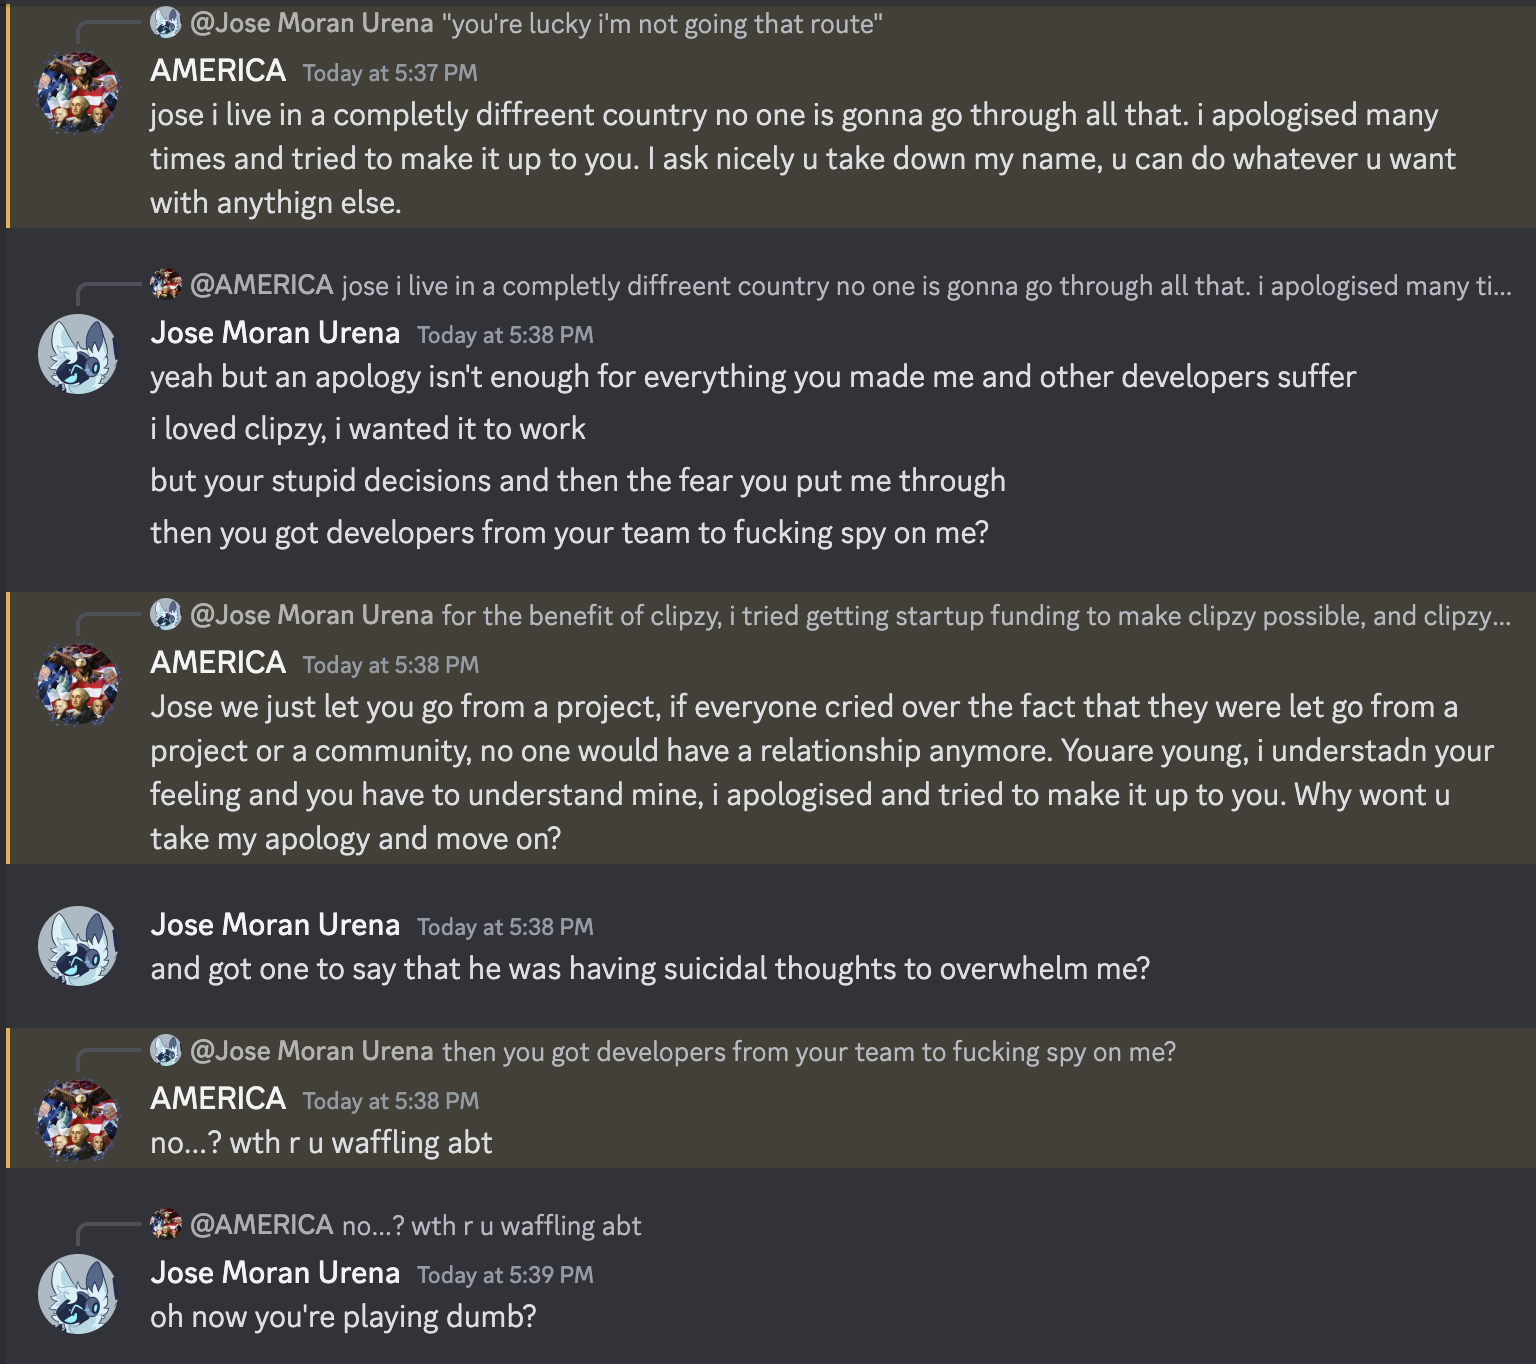 @Jose Moran Urena "you're lucky i'm not going that route"
AMERICA Today at 5:37 PM
jose i live in a completly diffreent country no one is gonna go through all that. i apologised many
times and tried to make it up to you. I ask nicely u take down my name, u can do whatever u want
with anythign else.
@AMERICA jose i live in a completly diffreent country no one is gonna go through all that. i apologised many ti...
Jose Moran Urena Today at 5:38 PM
yeah but an apology isn't enough for everything you made me and other developers suffer
i loved clipzy, i wanted it to work
but your stupid decisions and then the fear you put me through
then you got developers from your team to fucking spy on me?
@Jose Moran Urena for the benefit of clipzy, i tried getting startup funding to make clipzy possible, and clipzy...
AMERICA Today at 5:38 PM
Jose we just let you go from a project, if everyone cried over the fact that they were let go from a
project or a community, no one would have a relationship anymore. Youare young, i understadn your
feeling and you have to understand mine, i apologised and tried to make it up to you. Why wont u
take my apology and move on?
Jose Moran Urena Today at 5:38 PM
and got one to say that he was having suicidal thoughts to overwhelm me?
@Jose Moran Urena then you got developers from your team to fucking spy on me?
AMERICA Today at 5:38 PM
no...? wth r u waffling abt
@AMERICA no...? wth r u waffling abt
Jose Moran Urena Today at 5:39 PM
oh now you're playing dumb?